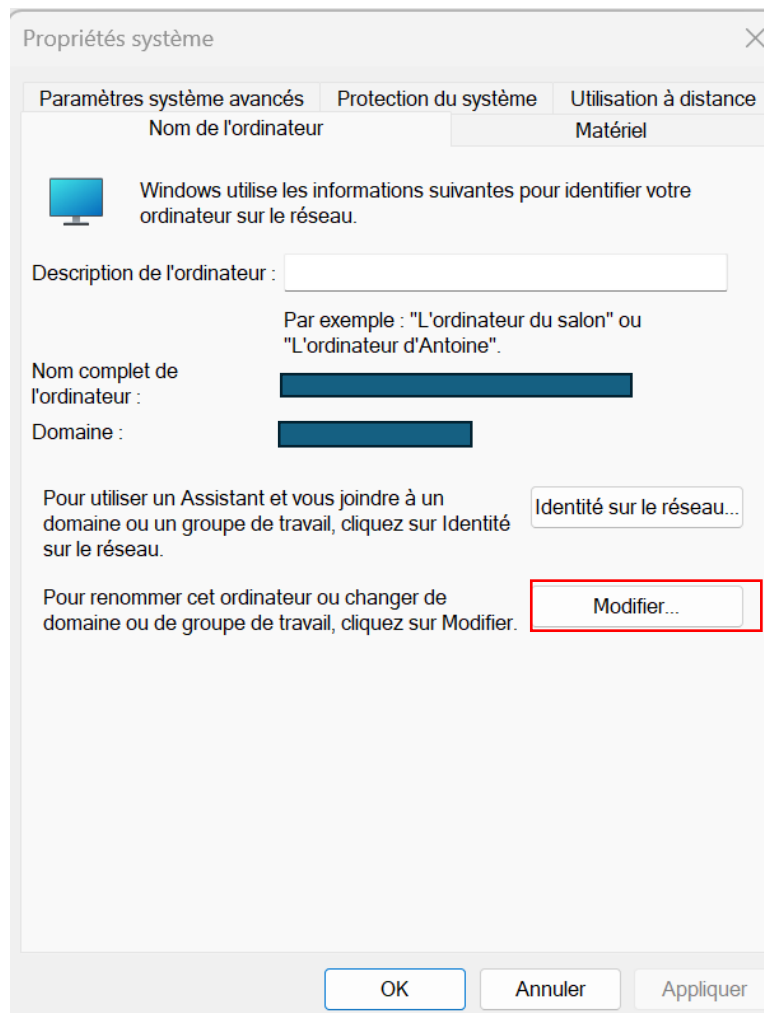 Propriétés système
Paramètres système avancés
Protection du système
Utilisation à distance
Nom de l'ordinateur
Matériel
Windows utilise les informations suivantes pour identifier votre
ordinateur sur le réseau.
Description de l'ordinateur :
Par exemple : "L'ordinateur du salon" ou
"L'ordinateur d'Antoine".
Nom complet de
l'ordinateur :
Domaine :
Pour utiliser un Assistant et vous joindre à un
domaine ou un groupe de travail, cliquez sur Identité
sur le réseau.
Identité sur le réseau...
Pour renommer cet ordinateur ou changer de
domaine ou de groupe de travail, cliquez sur Modifier.
Modifier...
OK
Annuler
Appliquer